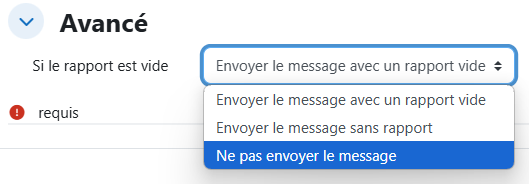 Avancé
Si le rapport est vide
Envoyer le message avec un rapport vide
Envoyer le message avec un rapport vide
requis
Envoyer le message sans rapport
Ne pas envoyer le message